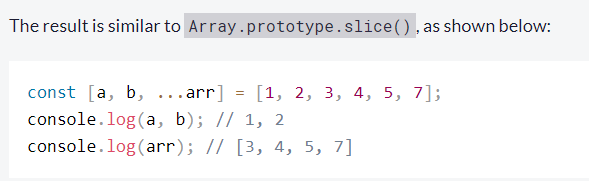 The result is similar to Array.prototype.slice(), as shown below:
const [a, b, ...arr] = [1, 2, 3, 4, 5, 7];
console.log(a, b); // 1, 2
console.log(arr); // [3, 4, 5, 7]